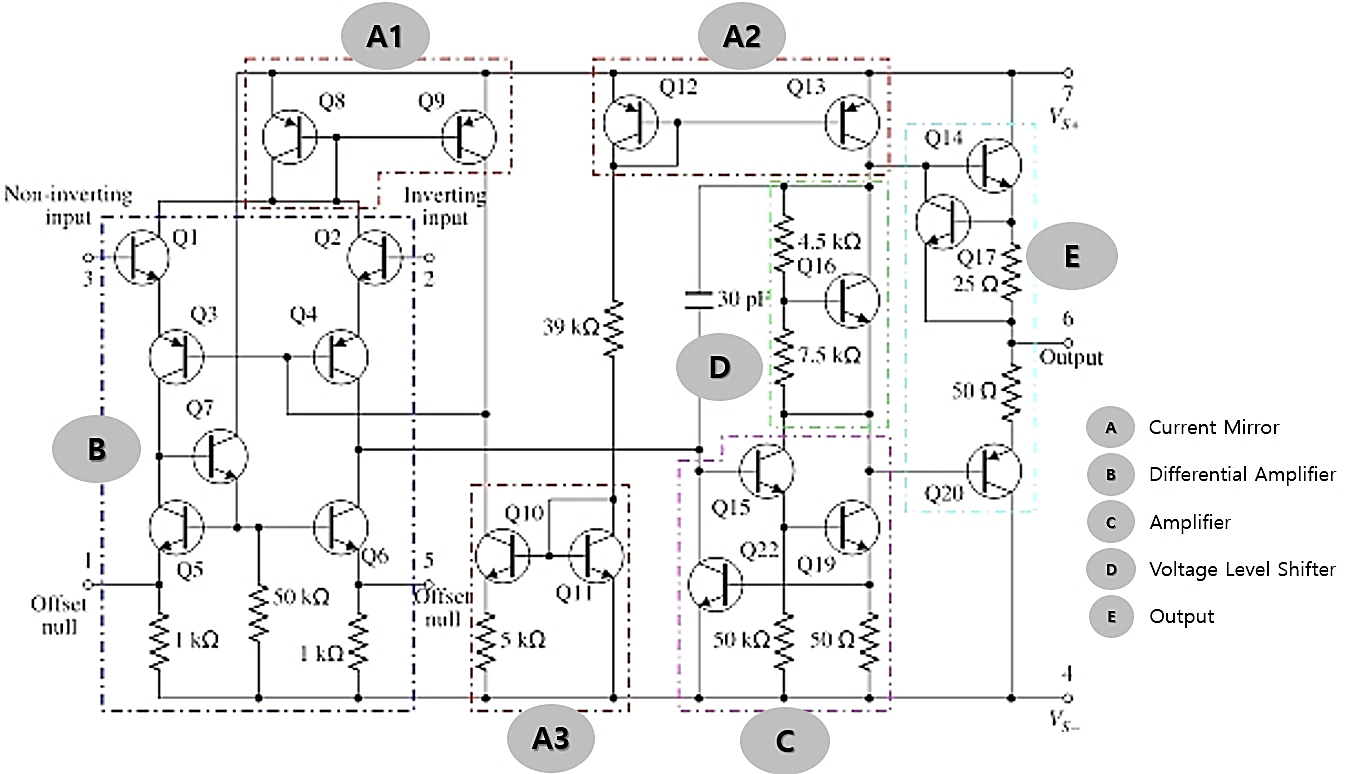 A1
A2
Q8
Q9
Q12
Q13
7
V_S+
Q14
Non-inverting
input
Inverting
input
Q1
Q2
3
2
4.5 kΩ
Q16
Q17
25 Ω
E
30 pF
Q3
Q4
39 kΩ
D
7.5 kΩ
6
Output
50 Ω
Q7
B
Q15
Q20
Q10
Q11
Q22
Q19
Q5
Q6
1
5
Offset
null
Offset
null
50 kΩ
1 kΩ
1 kΩ
5 kΩ
50 kΩ
50 Ω
4
V_S−
A3
C
A Current Mirror
B Differential Amplifier
C Amplifier
D Voltage Level Shifter
E Output